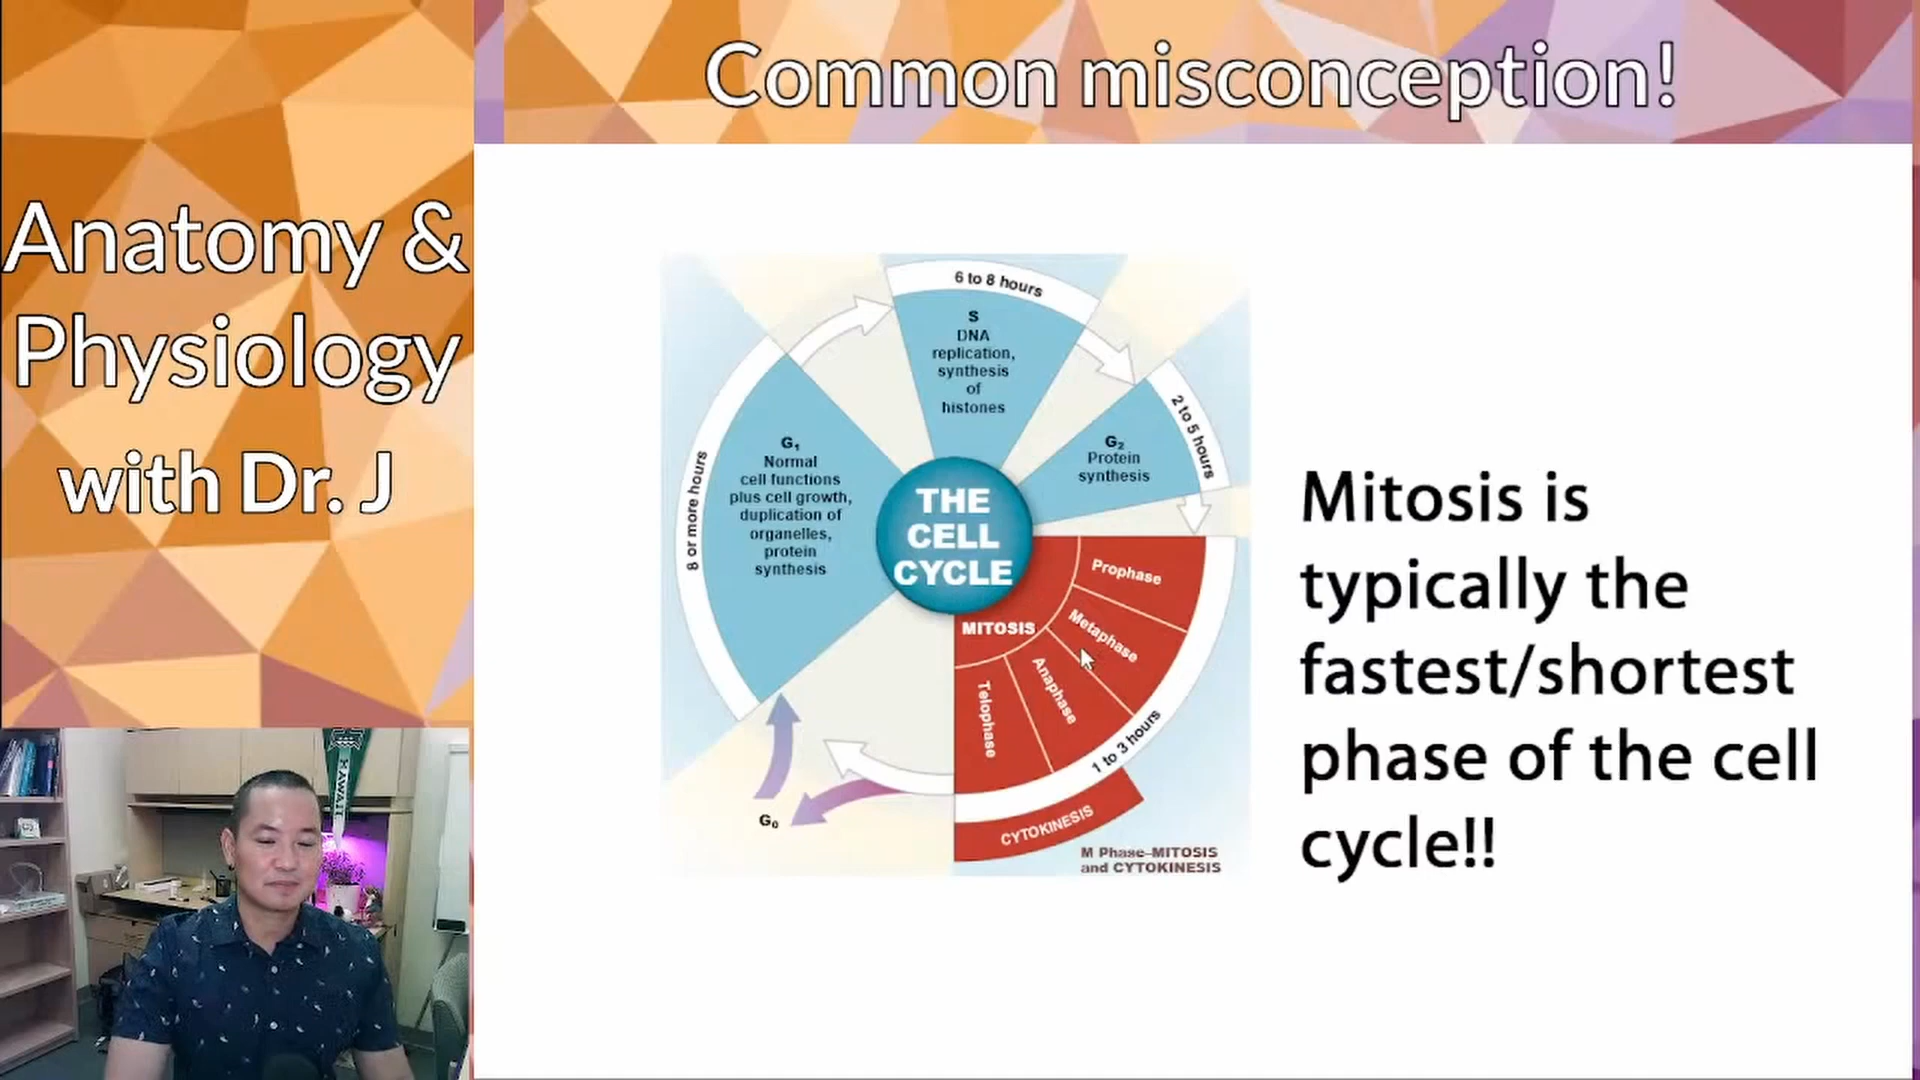 Common misconception!
Anatomy &
Physiology
with Dr. J
6 to 8 hours
S
DNA
replication,
synthesis
of
histones
2 to 5 hours
G₂
Protein
synthesis
8 or more hours
G₁
Normal
cell functions
plus cell growth,
duplication of
organelles,
protein
synthesis
THE
CELL
CYCLE
MITOSIS
Prophase
Metaphase
Anaphase
Telophase
1 to 3 hours
CYTOKINESIS
G₀
M Phase–MITOSIS
and CYTOKINESIS
Mitosis is
typically the
fastest/shortest
phase of the cell
cycle!!
HAWAII